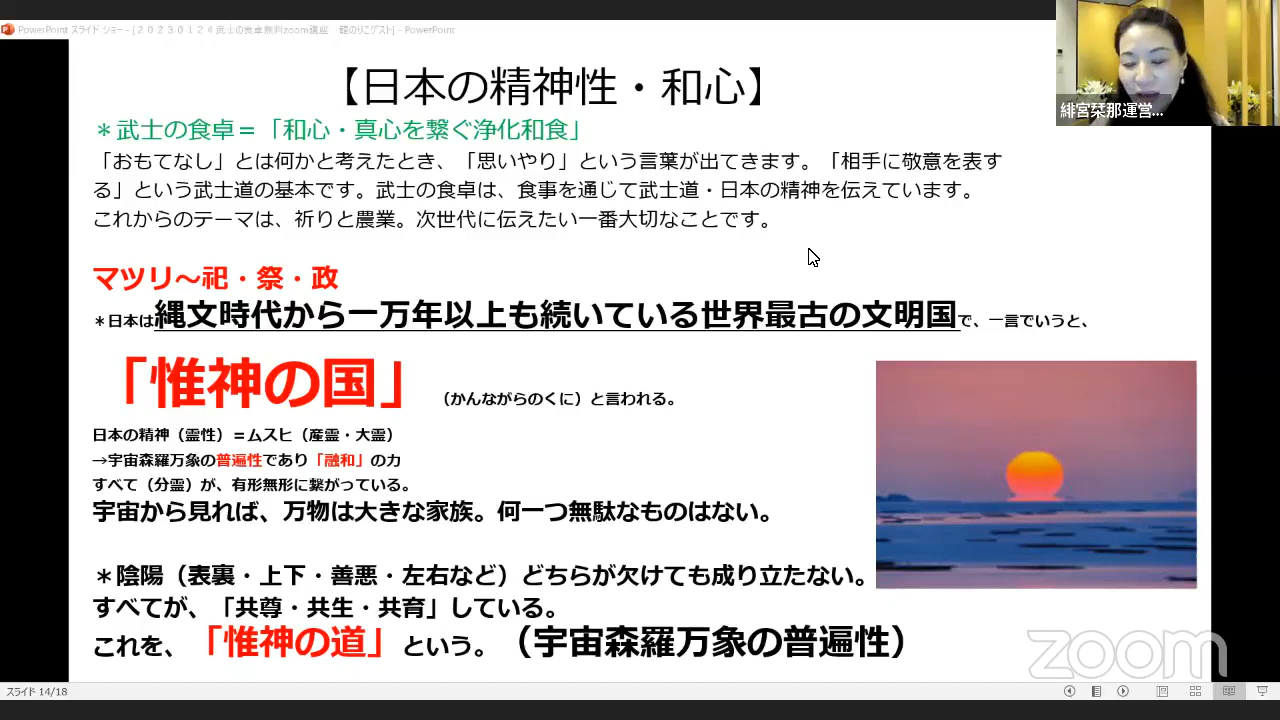 PowerPoint スライド ショー - [２０２３０１２４武士の食卓無料zoom講座　龍のりこゲスト] - PowerPoint
【日本の精神性・和心】
＊武士の食卓＝「和心・真心を繋ぐ浄化和食」
「おもてなし」とは何かと考えたとき、「思いやり」という言葉が出てきます。「相手に敬意を表す
る」という武士道の基本です。武士の食卓は、食事を通じて武士道・日本の精神を伝えています。
これからのテーマは、祈りと農業。次世代に伝えたい一番大切なことです。
マツリ～祀・祭・政
＊日本は縄文時代から一万年以上も続いている世界最古の文明国で、一言でいうと、
「惟神の国」（かんながらのくに）と言われる。
日本の精神（霊性）＝ムスヒ（産霊・大霊）
→宇宙森羅万象の普遍性であり「融和」の力
すべて（分霊）が、有形無形に繋がっている。
宇宙から見れば、万物は大きな家族。何一つ無駄なものはない。
＊陰陽（表裏・上下・善悪・左右など）どちらが欠けても成り立たない。
すべてが、「共尊・共生・共育」している。
これを、「惟神の道」という。（宇宙森羅万象の普遍性）
緋宮栞那運営...
zoom
スライド 14/18